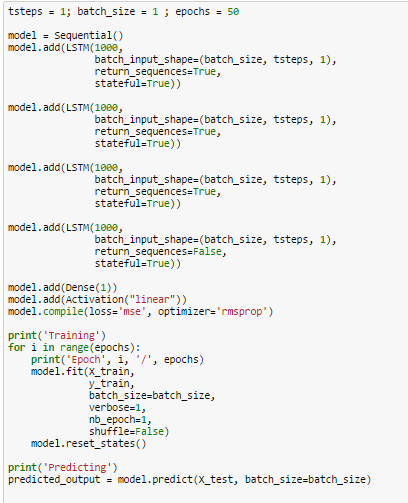 tsteps = 1; batch_size = 1 ; epochs = 50
model = Sequential()
model.add(LSTM(1000,
batch_input_shape=(batch_size, tsteps, 1),
return_sequences=True,
stateful=True))
model.add(LSTM(1000,
batch_input_shape=(batch_size, tsteps, 1),
return_sequences=True,
stateful=True))
model.add(LSTM(1000,
batch_input_shape=(batch_size, tsteps, 1),
return_sequences=True,
stateful=True))
model.add(LSTM(1000,
batch_input_shape=(batch_size, tsteps, 1),
return_sequences=False,
stateful=True))
model.add(Dense(1))
model.add(Activation("linear"))
model.compile(loss='mse', optimizer='rmsprop')
print('Training')
for i in range(epochs):
print('Epoch', i, '/', epochs)
model.fit(X_train,
y_train,
batch_size=batch_size,
verbose=1,
nb_epoch=1,
shuffle=False)
model.reset_states()
print('Predicting')
predicted_output = model.predict(X_test, batch_size=batch_size)